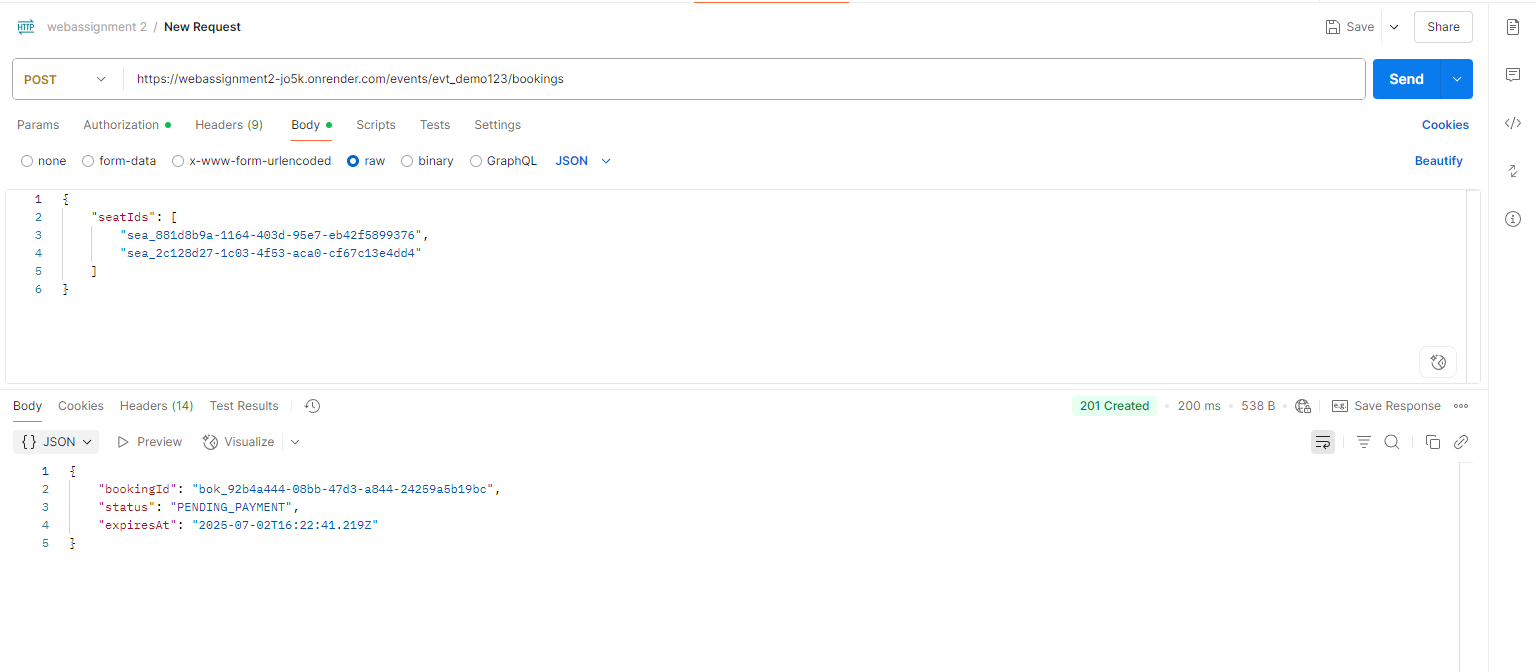 HTTP webassignment 2 / New Request Save Share
POST https://webassignment2-jo5k.onrender.com/events/evt_demo123/bookings Send
Params Authorization Headers (9) Body Scripts Tests Settings Cookies
none form-data x-www-form-urlencoded raw binary GraphQL JSON Beautify
1 {
2 "seatIds": [
3 "sea_881d8b9a-1164-403d-95e7-eb42f5899376",
4 "sea_2c128d27-1c03-4f53-aca0-cf67c13e4dd4"
5 ]
6 }
Body Cookies Headers (14) Test Results 201 Created • 200 ms • 538 B • e.g. Save Response
{} JSON Preview Visualize
1 {
2 "bookingId": "bok_92b4a444-08bb-47d3-a844-24259a5b19bc",
3 "status": "PENDING_PAYMENT",
4 "expiresAt": "2025-07-02T16:22:41.219Z"
5 }